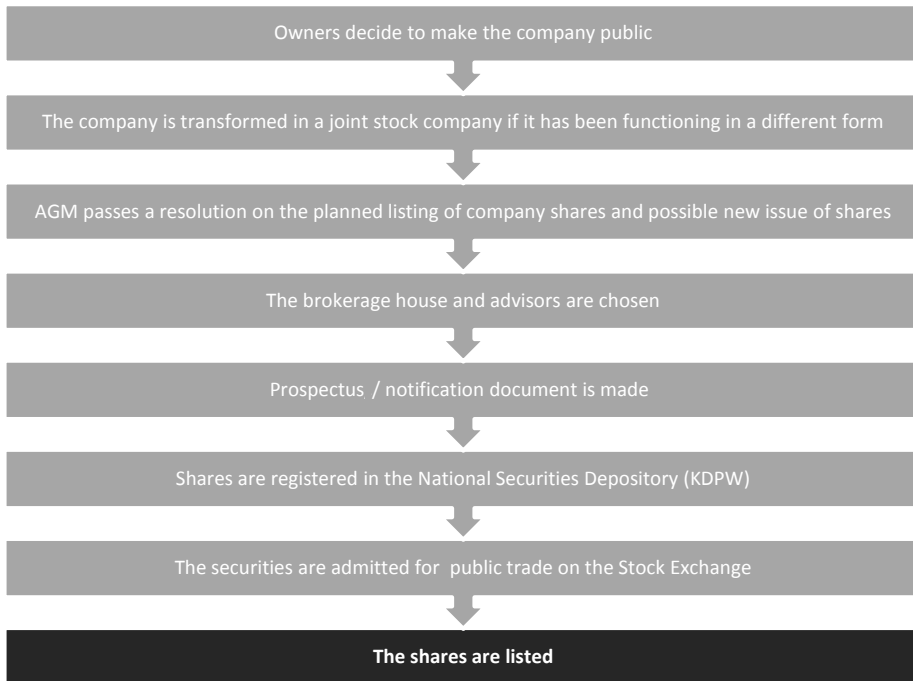 Owners decide to make the company public
The company is transformed in a joint stock company if it has been functioning in a different form
AGM passes a resolution on the planned listing of company shares and possible new issue of shares
The brokerage house and advisors are chosen
Prospectus / notification document is made
Shares are registered in the National Securities Depository (KDPW)
The securities are admitted for public trade on the Stock Exchange
The shares are listed